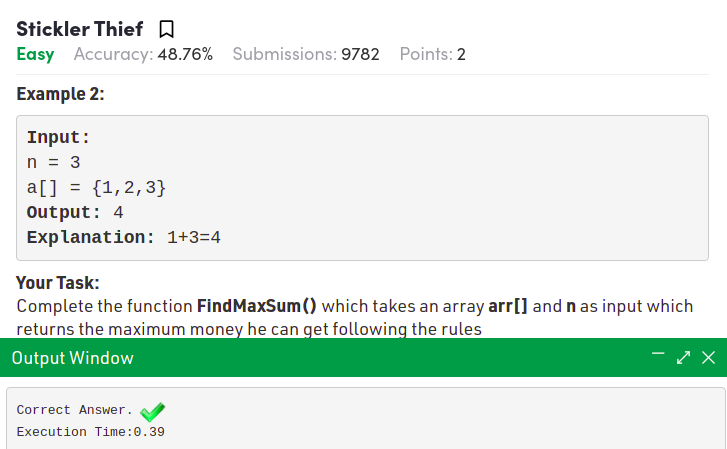 Stickler Thief
Easy Accuracy: 48.76% Submissions: 9782 Points: 2
Example 2:
Input:
n = 3
a[] = {1,2,3}
Output: 4
Explanation: 1+3=4
Your Task:
Complete the function FindMaxSum() which takes an array arr[] and n as input which
returns the maximum money he can get following the rules
Output Window
Correct Answer.
Execution Time:0.39